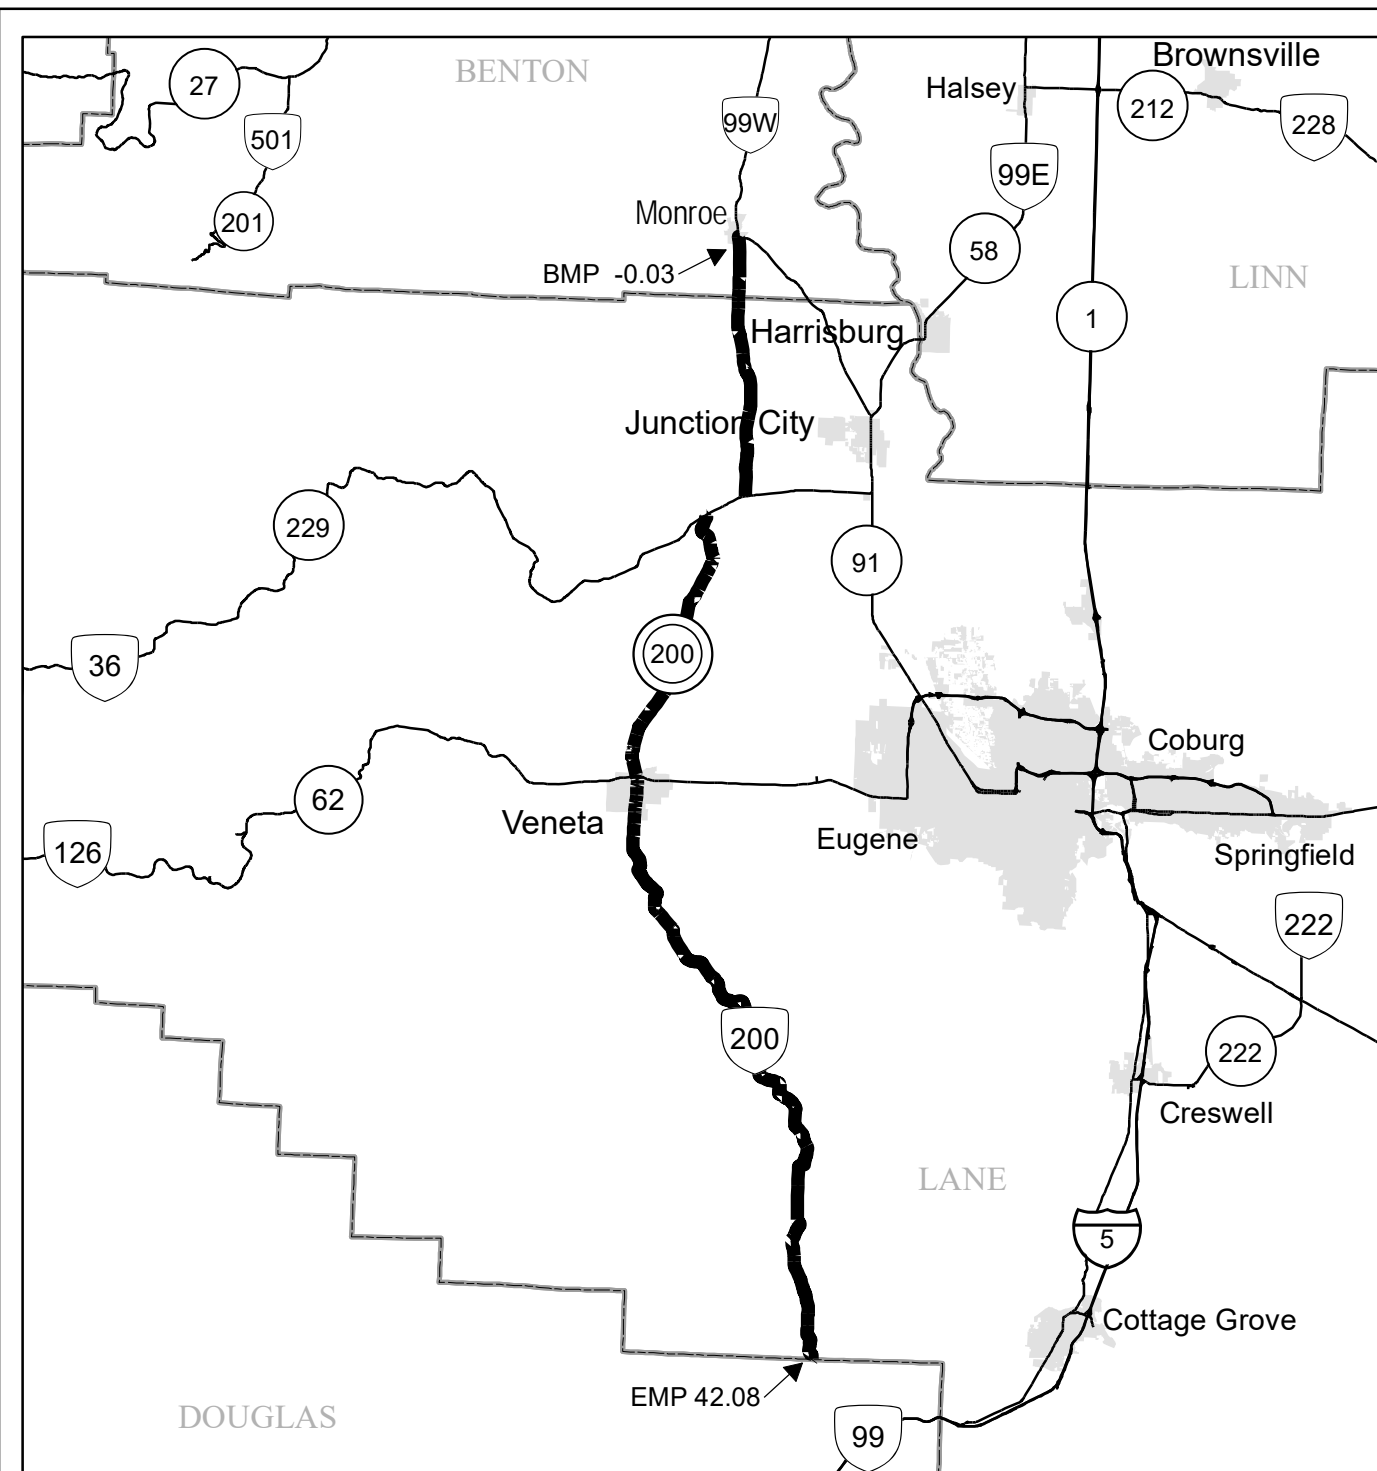 BENTON
Brownsville
27
Halsey
212
99W
228
501
99E
Monroe
201
58
BMP -0.03
LINN
1
Harrisburg
Junction City
229
91
200
36
Coburg
62
Veneta
Eugene
126
Springfield
222
200
222
Creswell
LANE
5
Cottage Grove
EMP 42.08
DOUGLAS
99